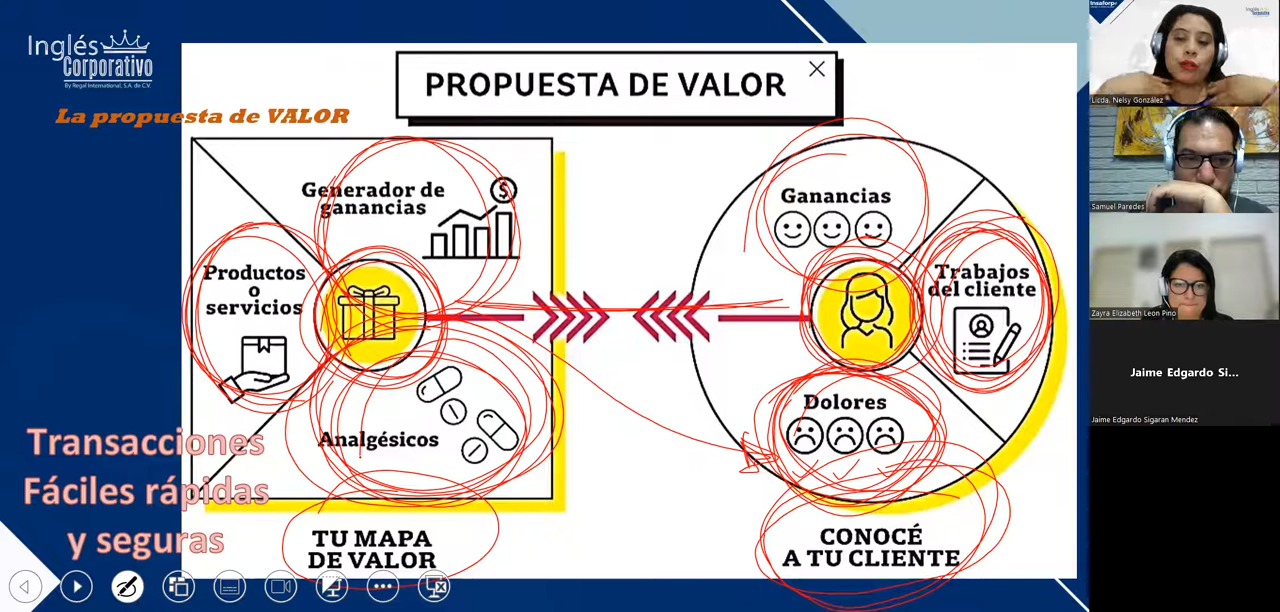 Inglés
Corporativo
By Regal International, S.A. de C.V.
La propuesta de VALOR
PROPUESTA DE VALOR
Generador de
ganancias
$
Productos
o
servicios
Analgésicos
TU MAPA
DE VALOR
Ganancias
Trabajos
del cliente
Dolores
CONOCÉ
A TU CLIENTE
Transacciones
Fáciles rápidas
y seguras
Insaforp
Licda. Nelsy González
Samuel Paredes
Zayra Elizabeth Leon Pino
Jaime Edgardo Si...
Jaime Edgardo Sigaran Mendez